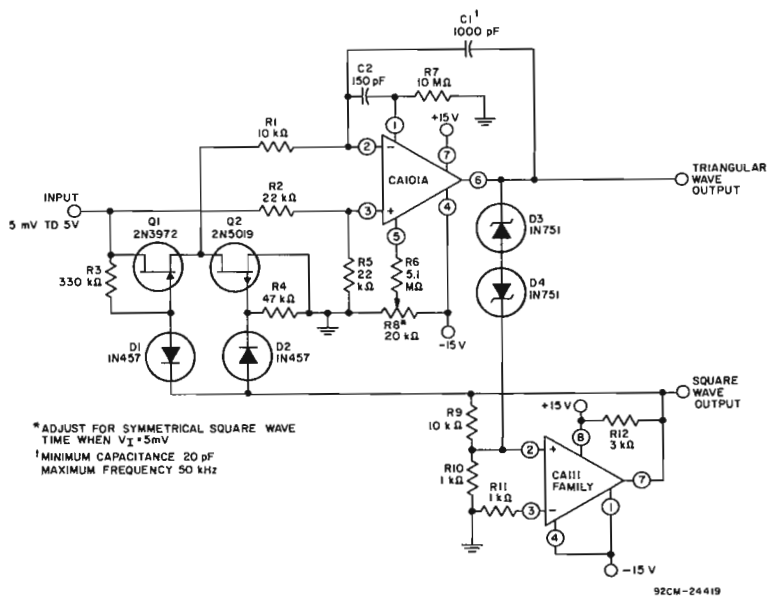 C1†
1000 pF
C2
150 pF
R7
10 MΩ
+15 V
R1
10 kΩ
1
7
2
−
CA101A
6
TRIANGULAR
WAVE
OUTPUT
INPUT
5 mV TO 5V
R2
22 kΩ
3
+
4
5
D3
IN751
Q1
2N3972
Q2
2N5019
R3
330 kΩ
R4
47 kΩ
R5
22
kΩ
R6
5.1
MΩ
R8*
20 kΩ
−15 V
D4
IN751
D1
IN457
D2
IN457
SQUARE
WAVE
OUTPUT
R9
10 kΩ
+15 V
R12
3 kΩ
8
2
+
CA111
FAMILY
7
R10
1 kΩ
R11
1 kΩ
3
−
1
4
−15 V
*ADJUST FOR SYMMETRICAL SQUARE WAVE
TIME WHEN VI = 5mV
†MINIMUM CAPACITANCE 20 pF
MAXIMUM FREQUENCY 50 kHz
92CM-24419